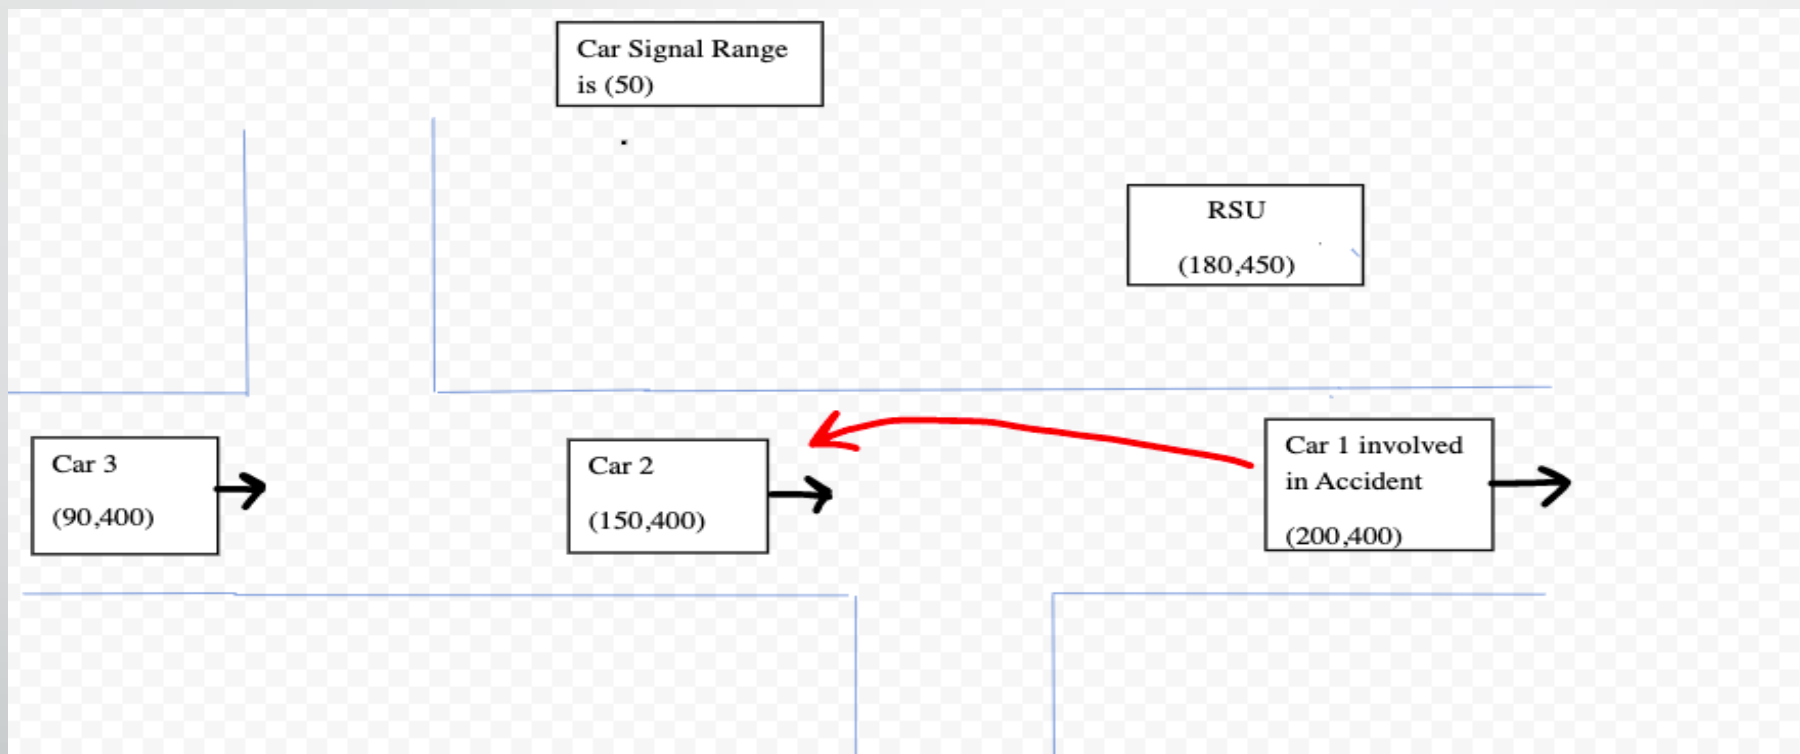 Car Signal Range
is (50)
RSU
(180,450)
Car 3
(90,400)
Car 2
(150,400)
Car 1 involved
in Accident
(200,400)